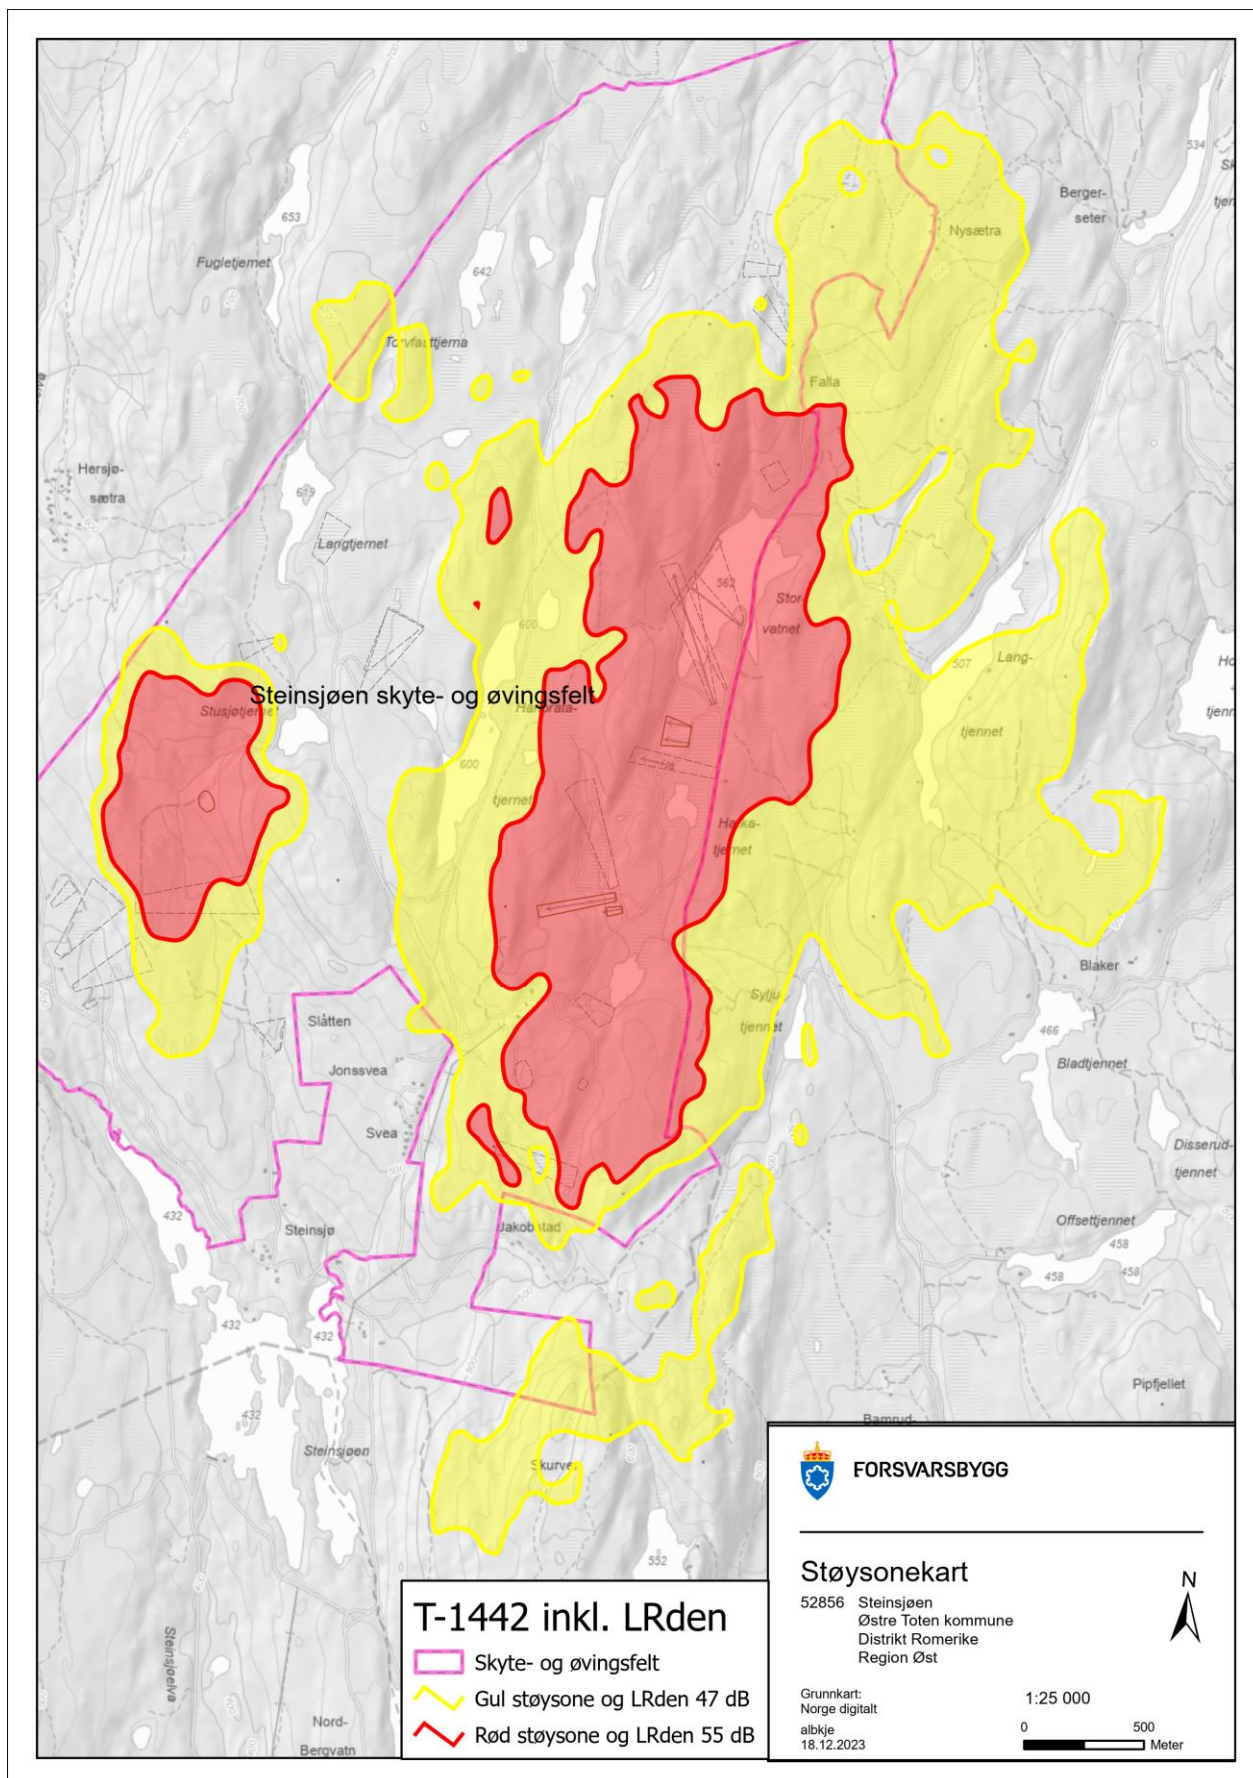 534
Berger-
seter
653
Nysætra
Fugletjernet
642
Torvfasttjerna
Falla
Hersjø-
sætra
619
Langtjernet
562
Stor-
vatnet
600
507
Lang-
tjennet
Steinsjøen skyte- og øvingsfelt
600
tjernet
tjennet
Slåtten
Sylju
tjennet
Blaker
466
Jonssvea
Bladtjennet
Svea
Disserud-
tjennet
432
Steinsjø
Offsettjennet
458
458
458
432
432
432
Steinsjøen
Pipfjellet
552
Steinsjøelva
Nord-
Bergvatn
T-1442 inkl. LRden
Skyte- og øvingsfelt
Gul støysone og LRden 47 dB
Rød støysone og LRden 55 dB
FORSVARSBYGG
Støysonekart
52856 Steinsjøen
Østre Toten kommune
Distrikt Romerike
Region Øst
N
Grunnkart:
Norge digitalt
albkje
18.12.2023
1:25 000
0 500
Meter